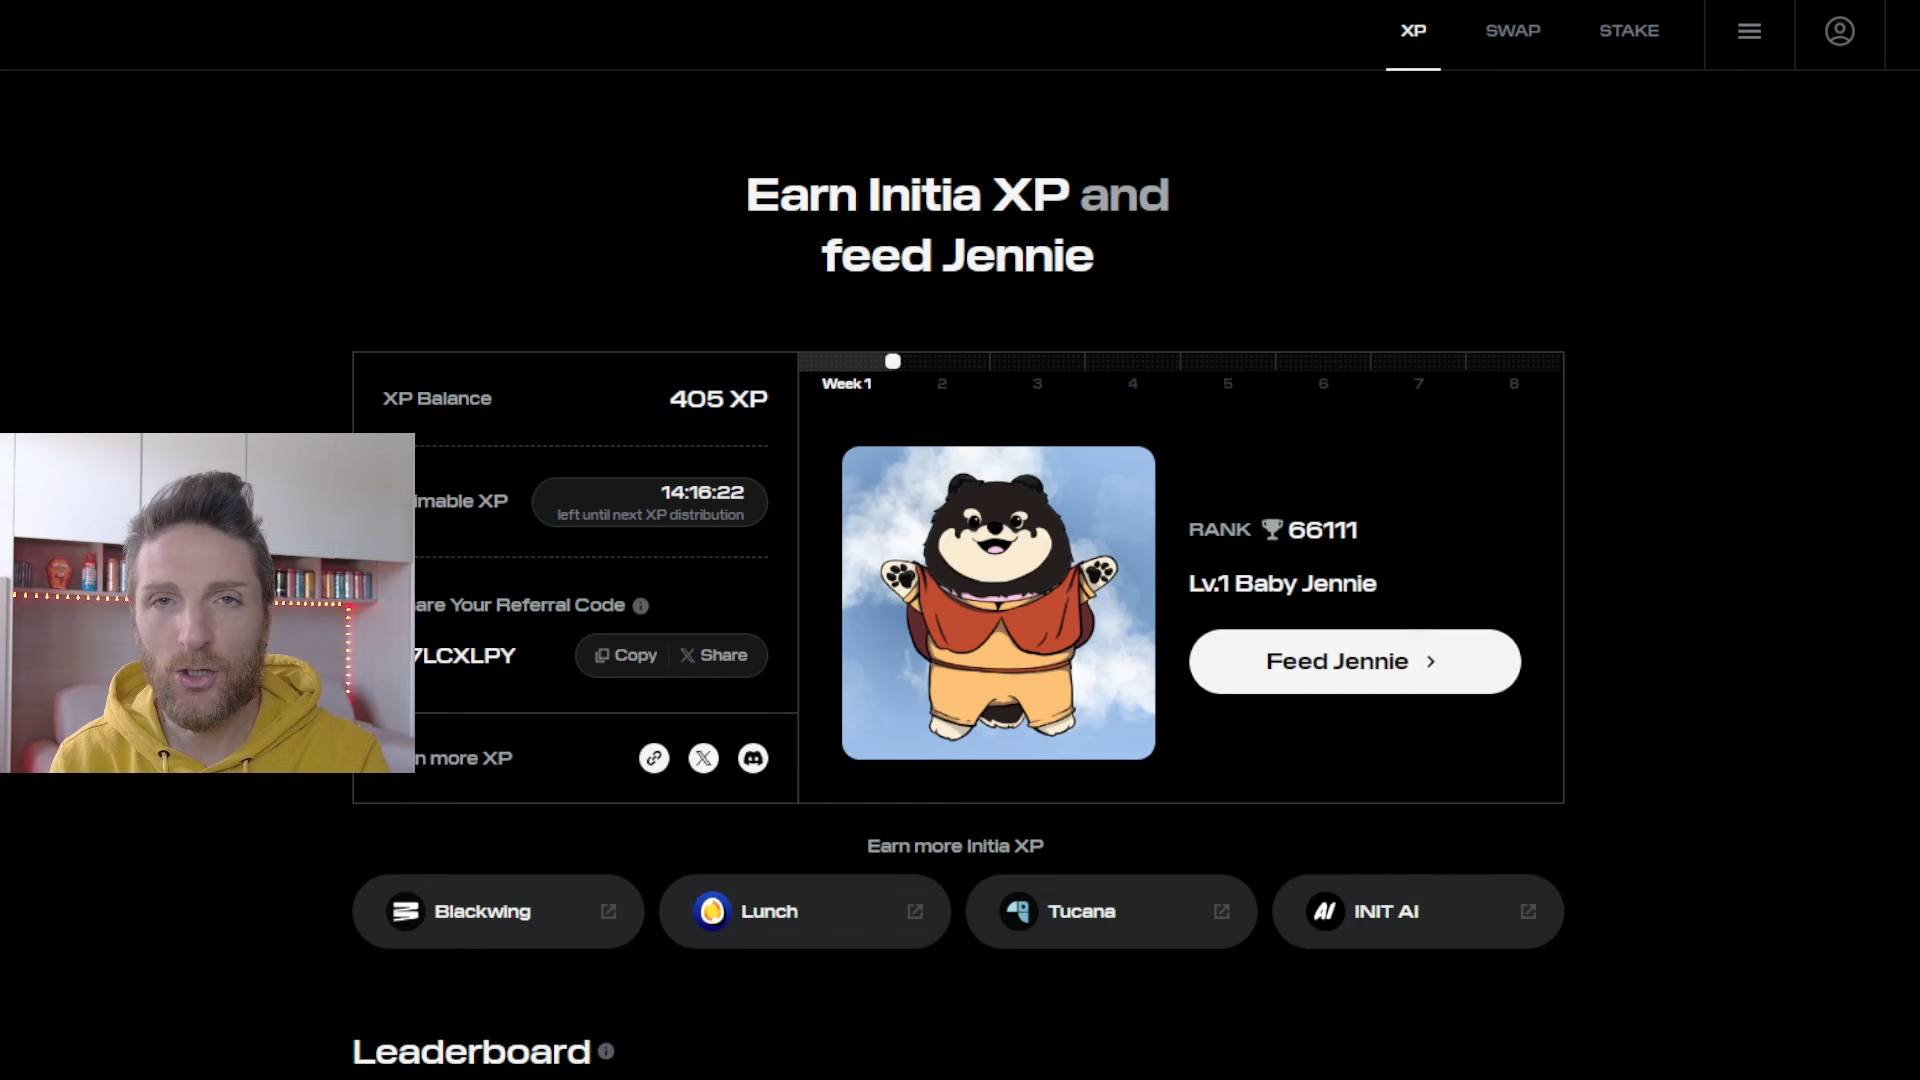 XP SWAP STAKE
Earn Initia XP and
feed Jennie
XP Balance 405 XP
imable XP 14:16:22
left until next XP distribution
are Your Referral Code
7LCXLPY Copy Share
n more XP
Week 1 2 3 4 5 6 7 8
RANK 66111
Lv.1 Baby Jennie
Feed Jennie
Earn more Initia XP
Blackwing Lunch Tucana INIT AI
Leaderboard